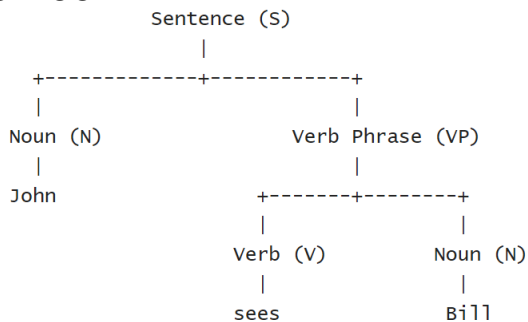 Sentence (S)
|
+-------------+------------+
| |
Noun (N) Verb Phrase (VP)
| |
John +-------+--------+
| |
Verb (V) Noun (N)
| |
sees Bill